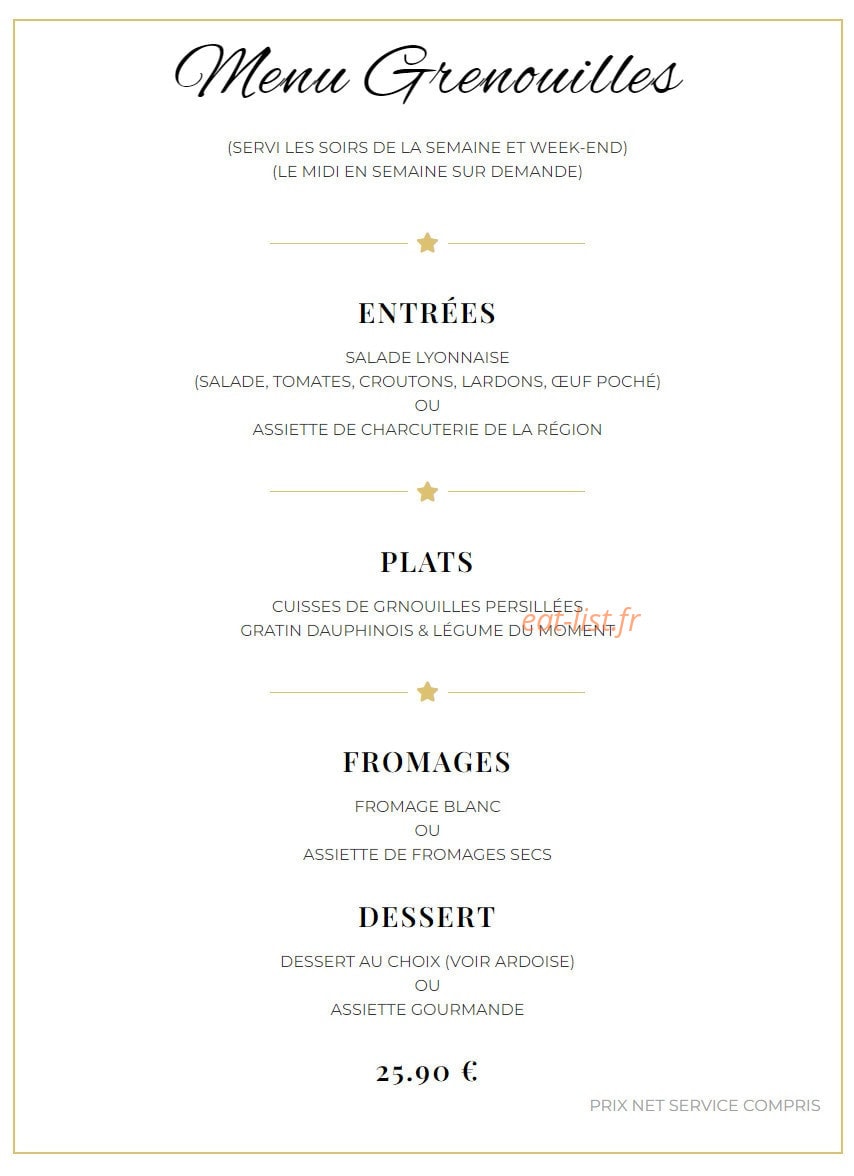 Menu Grenouilles
(SERVI LES SOIRS DE LA SEMAINE ET WEEK-END)
(LE MIDI EN SEMAINE SUR DEMANDE)
ENTRÉES
SALADE LYONNAISE
(SALADE, TOMATES, CROUTONS, LARDONS, ŒUF POCHÉ)
OU
ASSIETTE DE CHARCUTERIE DE LA RÉGION
PLATS
CUISSES DE GRNOUILLES PERSILLÉES
eat-list.fr
GRATIN DAUPHINOIS & LÉGUME DU MOMENT
FROMAGES
FROMAGE BLANC
OU
ASSIETTE DE FROMAGES SECS
DESSERT
DESSERT AU CHOIX (VOIR ARDOISE)
OU
ASSIETTE GOURMANDE
25.90 €
PRIX NET SERVICE COMPRIS